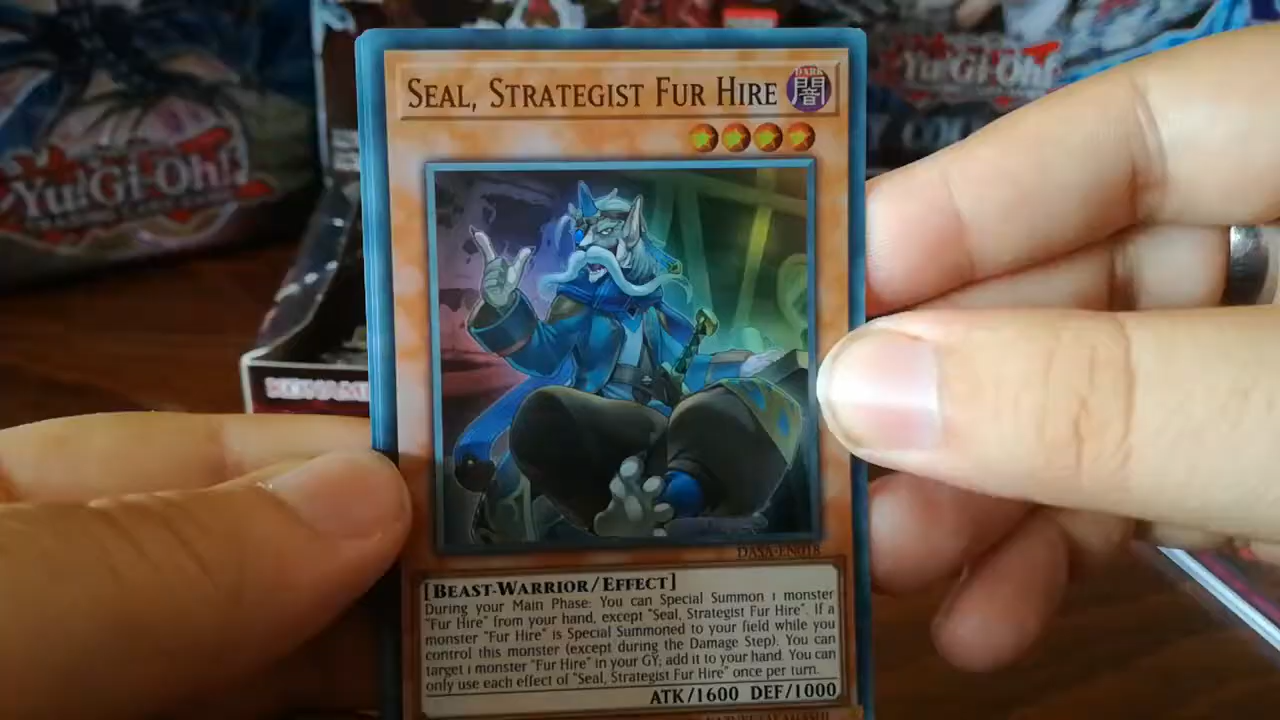 Yu-Gi-Oh!
Yu-Gi-Oh!
SEAL, STRATEGIST FUR HIRE
DARK
闇
DASA-EN018
[BEAST-WARRIOR/EFFECT]
During your Main Phase: You can Special Summon 1 monster
"Fur Hire" from your hand, except "Seal, Strategist Fur Hire". If a
monster "Fur Hire" is Special Summoned to your field while you
control this monster (except during the Damage Step). You can
target 1 monster "Fur Hire" in your GY; add it to your hand. You can
only use each effect of "Seal, Strategist Fur Hire" once per turn.
ATK/1600 DEF/1000